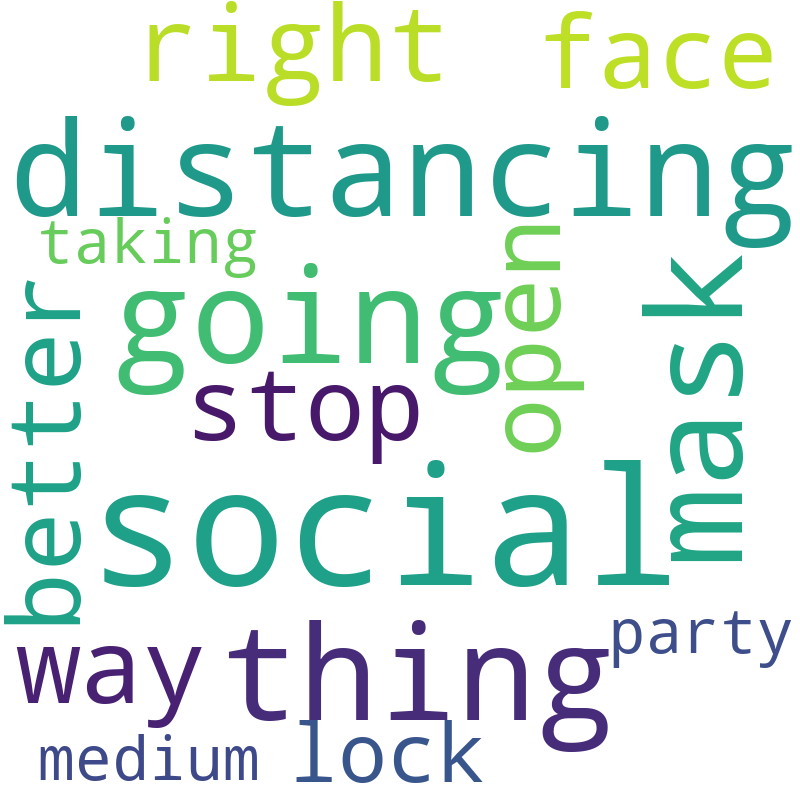 right face
distancing
taking
going
open
mask
better
stop
social
way thing
party
medium lock